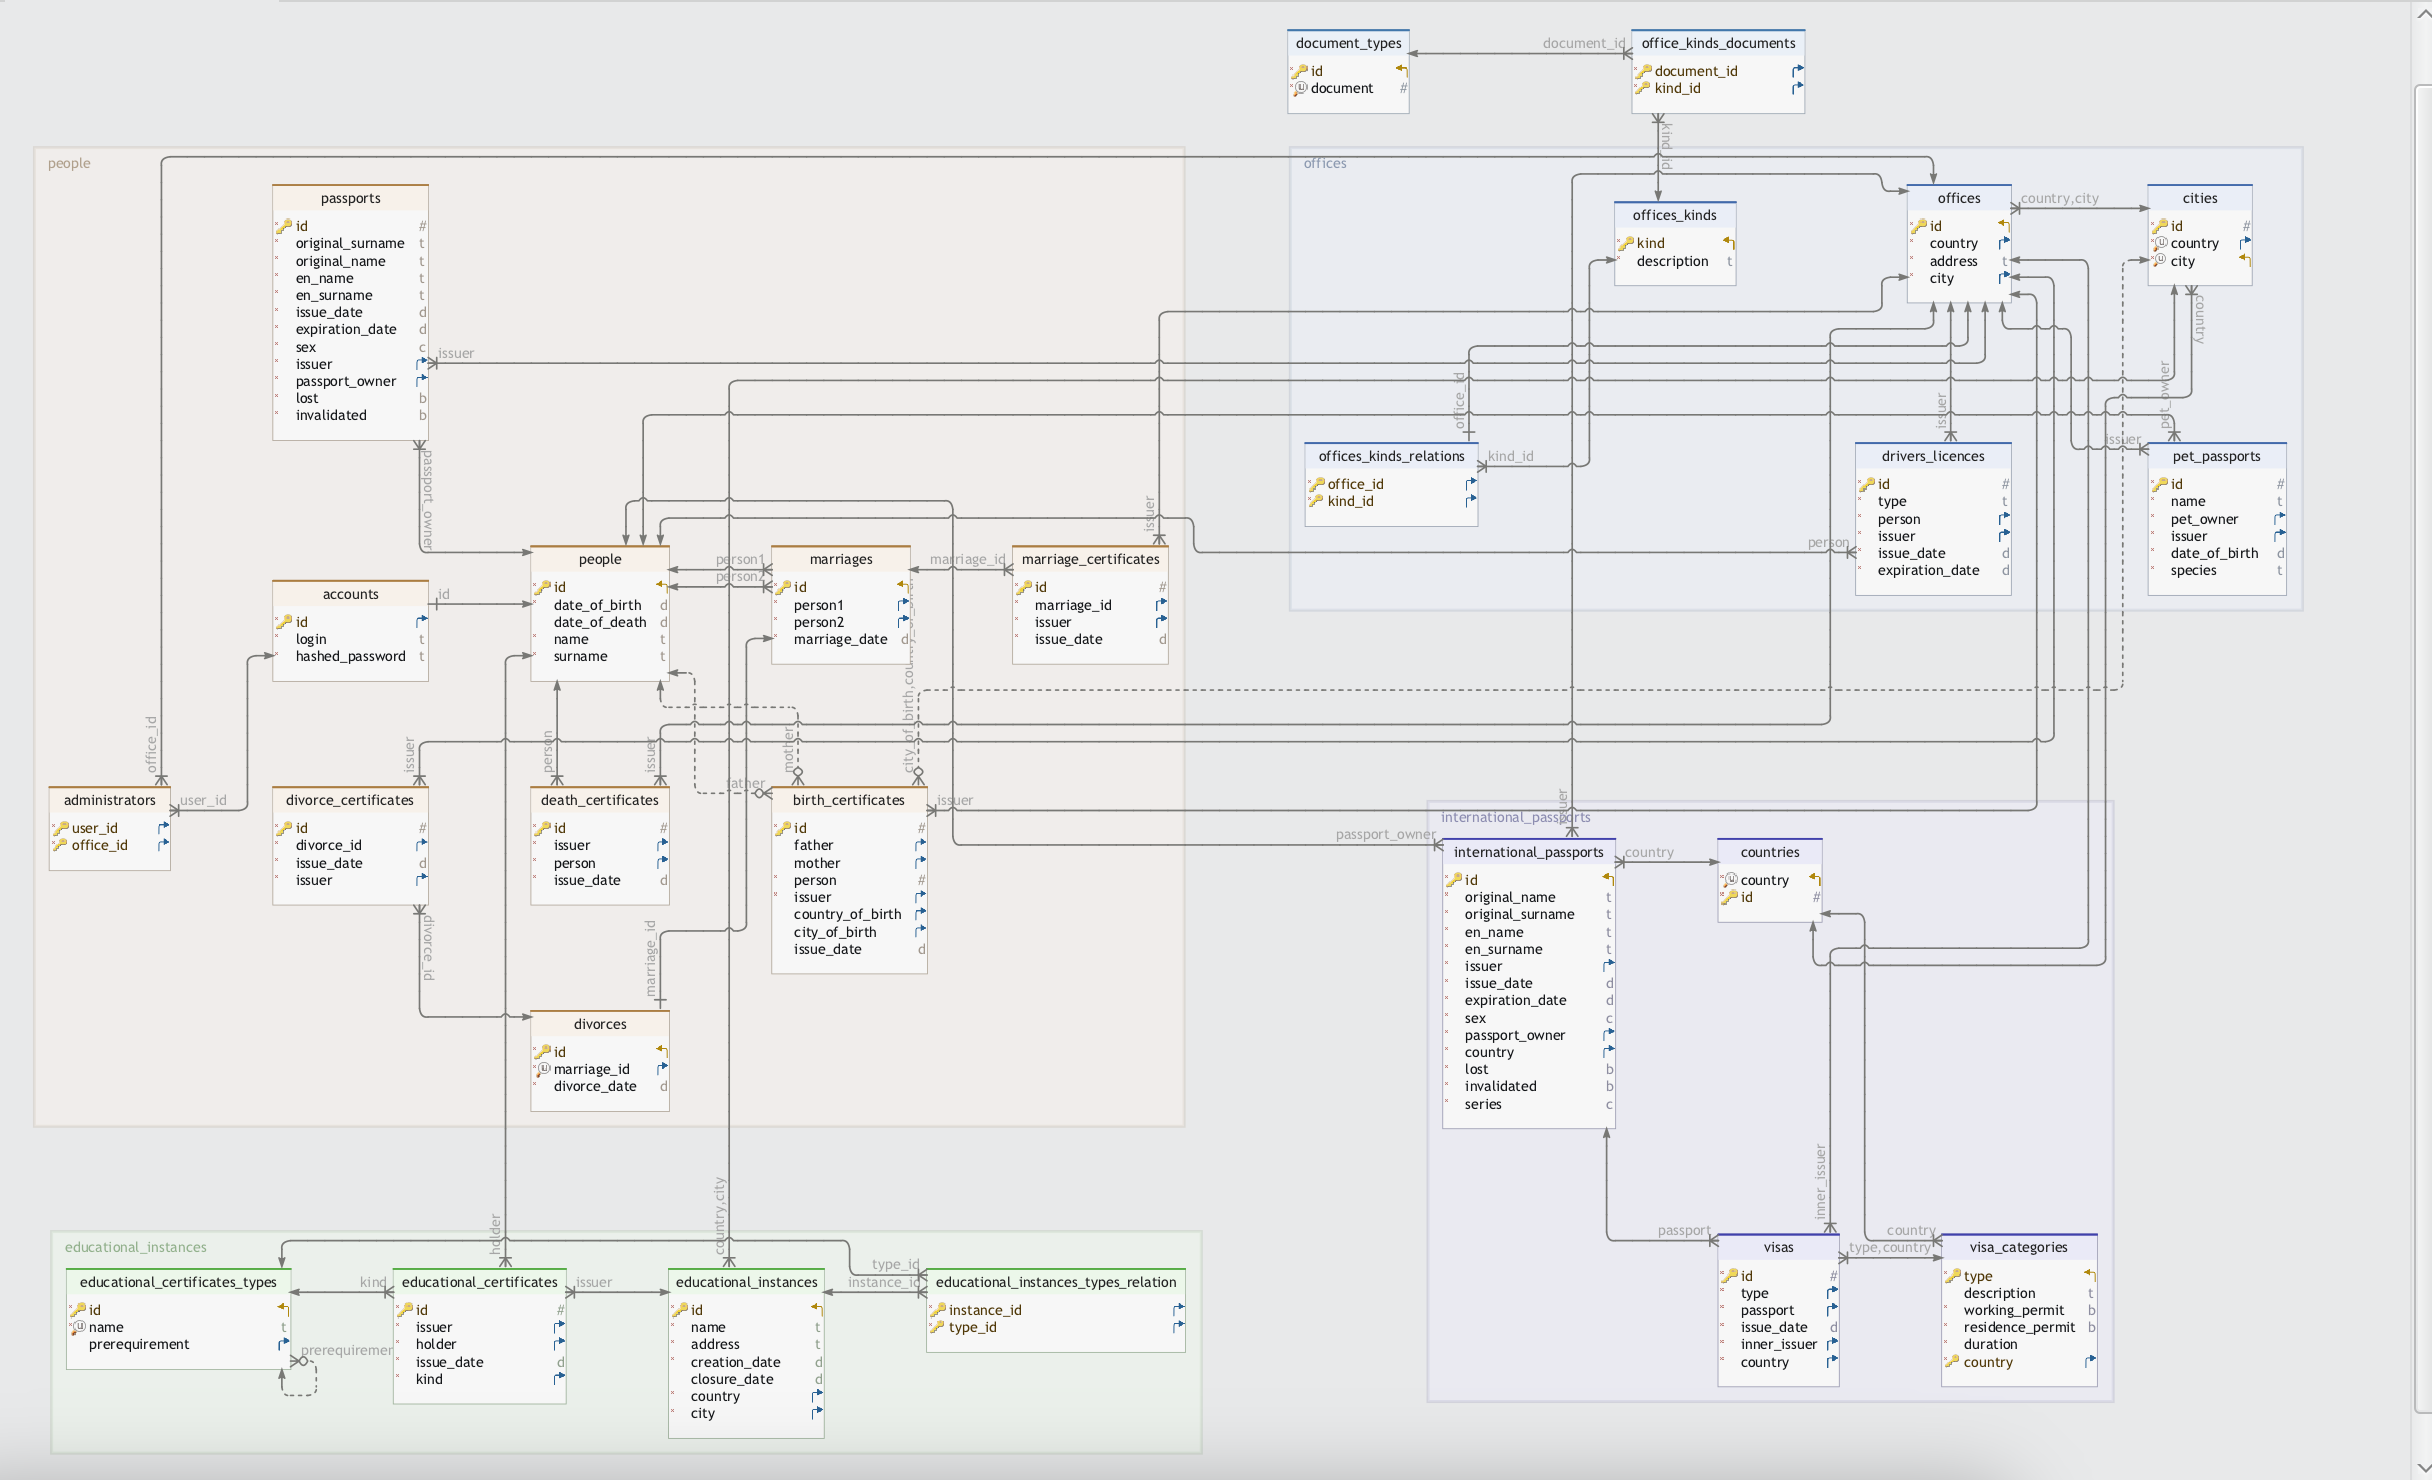 document_types
id
document #
document_id
office_kinds_documents
document_id
kind_id
kind_id
people
passports
id #
original_surname t
original_name t
en_name t
en_surname t
issue_date d
expiration_date d
sex c
issuer
passport_owner
lost b
invalidated b
issuer
passport_owner
offices
offices_kinds
kind
description t
offices
id
country
address t
city
country,city
cities
id #
country
city
country
office_id
issuer
pet_owner
issuer
offices_kinds_relations
office_id
kind_id
kind_id
drivers_licences
id #
type t
person
issuer
issue_date d
expiration_date d
person
pet_passports
id #
name t
pet_owner
issuer
date_of_birth d
species t
people
id
date_of_birth d
date_of_death d
name t
surname t
person1
person2
marriages
id
person1
person2
marriage_date d
marriage_id
issuer
marriage_certificates
id #
marriage_id
issuer
issue_date d
accounts
id
login t
hashed_password t
id
office_id
issuer
person
issuer
mother
father
administrators
user_id
office_id
user_id
divorce_certificates
id #
divorce_id
issue_date d
issuer
divorce_id
death_certificates
id #
issuer
person
issue_date d
birth_certificates
id #
father
mother
person #
issuer
country_of_birth
city_of_birth
issue_date d
issuer
marriage_id
divorces
id
marriage_id
divorce_date d
international_passports
issuer
passport_owner
international_passports
id
original_name t
original_surname t
en_name t
en_surname t
issuer
issue_date d
expiration_date d
sex c
passport_owner
country
lost b
invalidated b
series c
country
countries
country
id #
inner_issuer
passport
visas
id #
type
passport
issue_date d
inner_issuer
country
country
type,country
visa_categories
type
description t
working_permit b
residence_permit b
duration
country
educational_instances
holder
country,city
educational_certificates_types
id
name t
prerequirement
kind
educational_certificates
id #
issuer
holder
issue_date d
kind
issuer
educational_instances
id
name t
address t
creation_date d
closure_date d
country
city
type_id
educational_instances_types_relation
instance_id
type_id